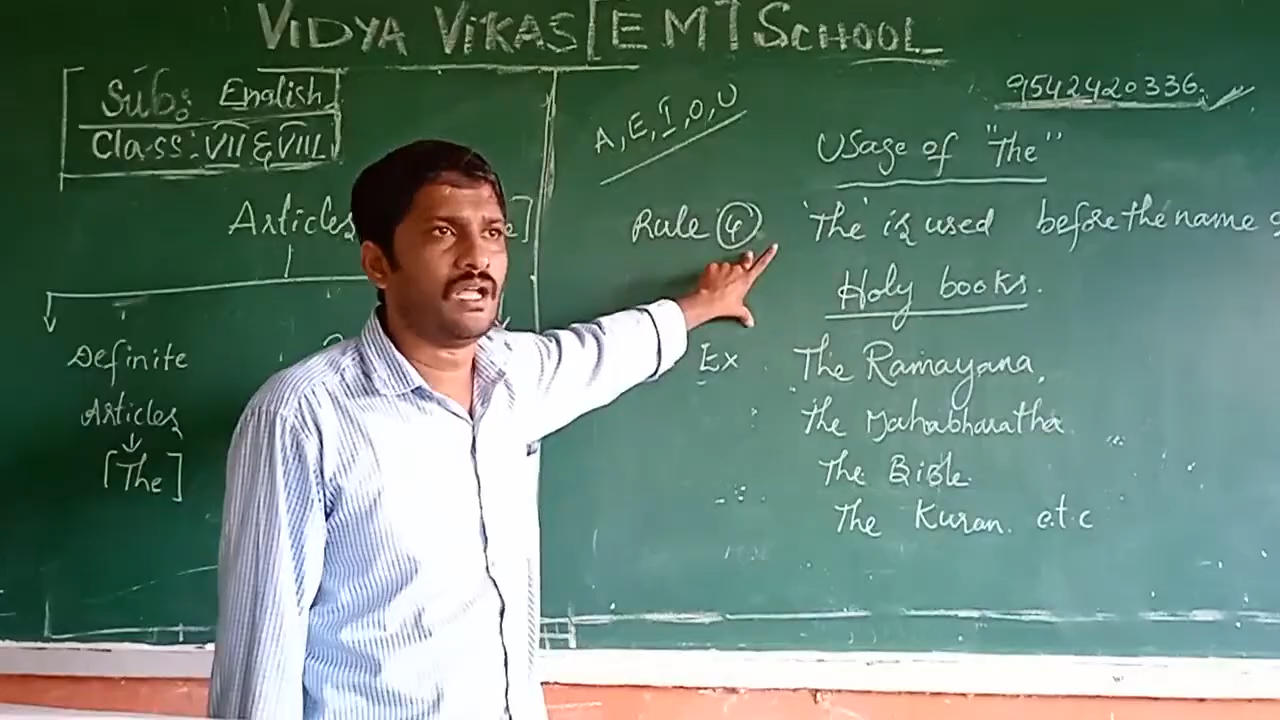 VIDYA VIKAS [EM] SCHOOL
Sub: English
Class: VII & VIII
9542420336
A, E, I, O, U
Usage of "The"
Articles
Rule 4 'The' is used before the name
Holy books.
Definite
Articles
[The]
Ex The Ramayana,
The Mahabharatha
The Bible
The Kuran. e.t.c